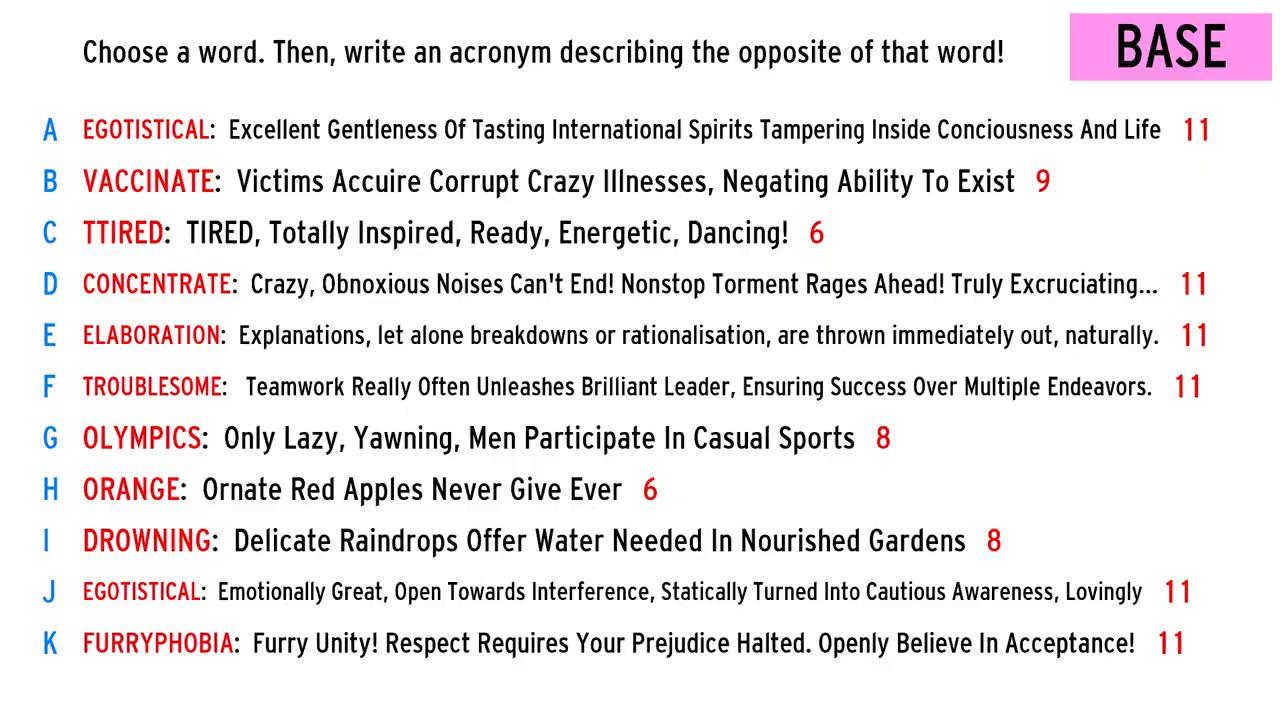 Choose a word. Then, write an acronym describing the opposite of that word!
BASE
A EGOTISTICAL: Excellent Gentleness Of Tasting International Spirits Tampering Inside Conciousness And Life 11
B VACCINATE: Victims Accuire Corrupt Crazy Illnesses, Negating Ability To Exist 9
C TTIRED: TIRED, Totally Inspired, Ready, Energetic, Dancing! 6
D CONCENTRATE: Crazy, Obnoxious Noises Can't End! Nonstop Torment Rages Ahead! Truly Excruciating... 11
E ELABORATION: Explanations, let alone breakdowns or rationalisation, are thrown immediately out, naturally. 11
F TROUBLESOME: Teamwork Really Often Unleashes Brilliant Leader, Ensuring Success Over Multiple Endeavors. 11
G OLYMPICS: Only Lazy, Yawning, Men Participate In Casual Sports 8
H ORANGE: Ornate Red Apples Never Give Ever 6
I DROWNING: Delicate Raindrops Offer Water Needed In Nourished Gardens 8
J EGOTISTICAL: Emotionally Great, Open Towards Interference, Statically Turned Into Cautious Awareness, Lovingly 11
K FURRYPHOBIA: Furry Unity! Respect Requires Your Prejudice Halted. Openly Believe In Acceptance! 11